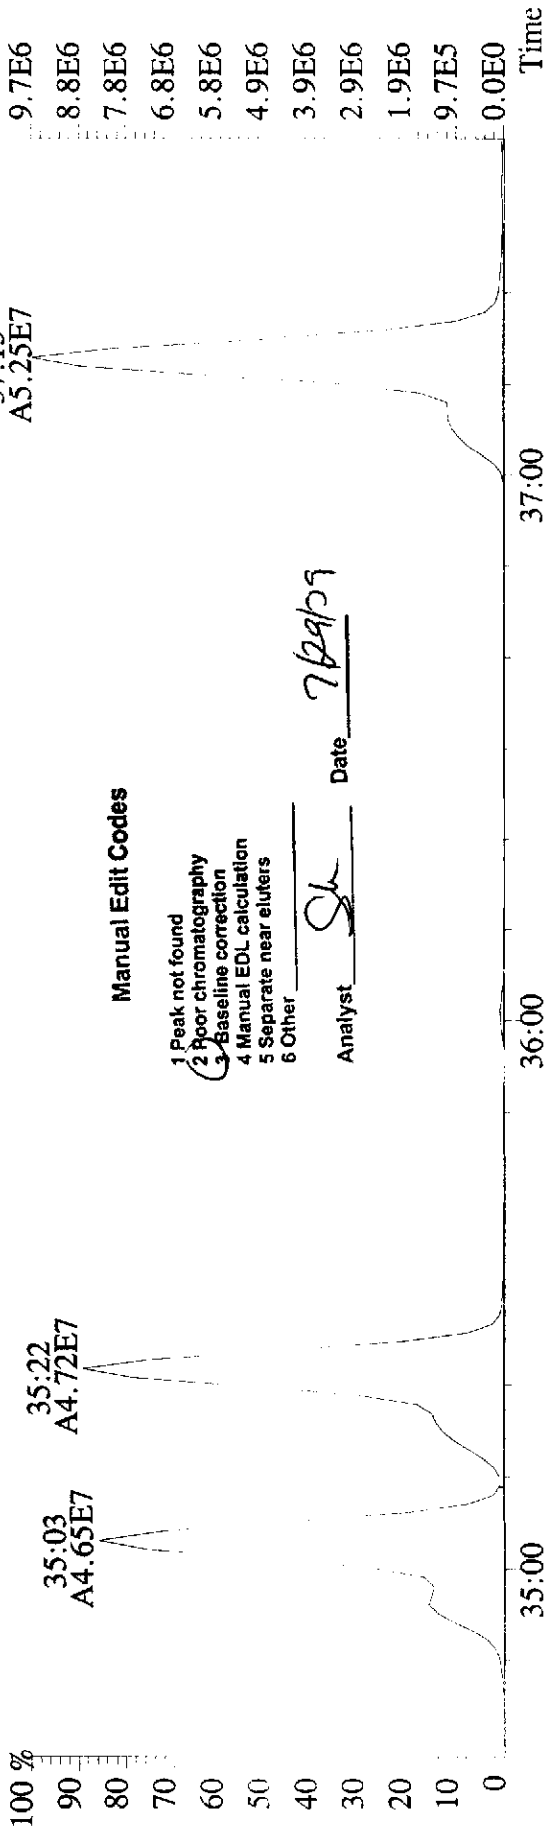 100 %
90
80
70
60
50
40
30
20
10
0
35:03
A4.65E7
35:22
A4.72E7
A5.25E7
9.7E6
8.8E6
7.8E6
6.8E6
5.8E6
4.9E6
3.9E6
2.9E6
1.9E6
9.7E5
0.0E0
35:00
36:00
37:00
Time
Manual Edit Codes
1 Peak not found
2 Poor chromatography
3 Baseline correction
4 Manual EDL calculation
5 Separate near eluters
6 Other
Analyst Date 7/29/09